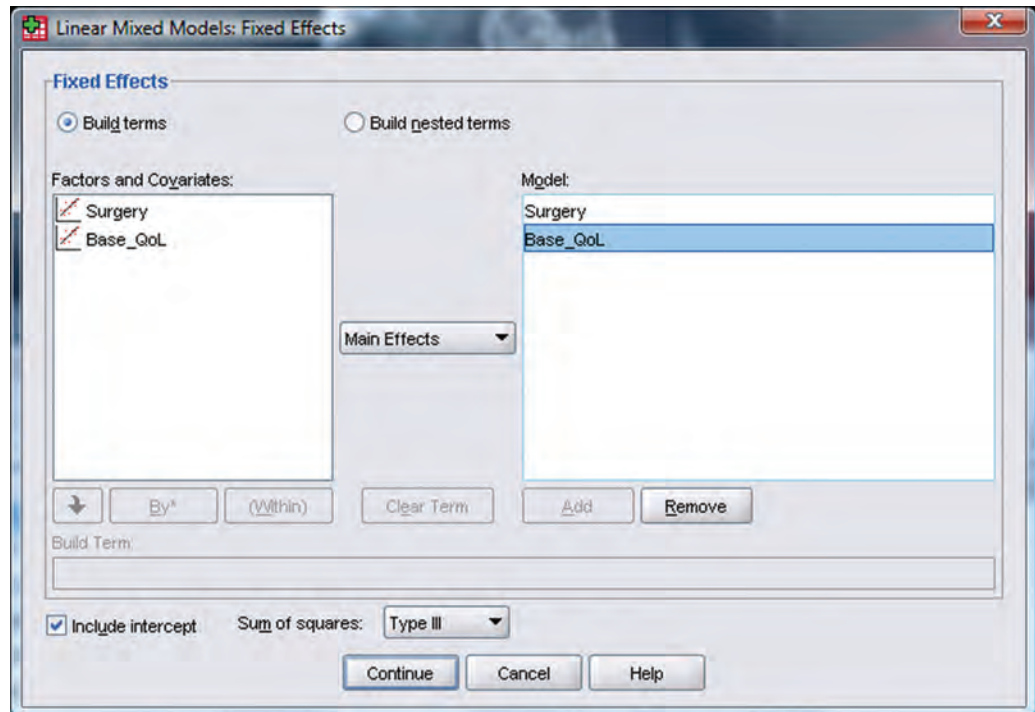 Linear Mixed Models: Fixed Effects
Fixed Effects
Build terms
Build nested terms
Factors and Covariates:
Model:
Surgery
Base_QoL
Surgery
Base_QoL
Main Effects
By*
(Within)
Clear Term
Add
Remove
Build Term:
Include intercept
Sum of squares:
Type III
Continue
Cancel
Help